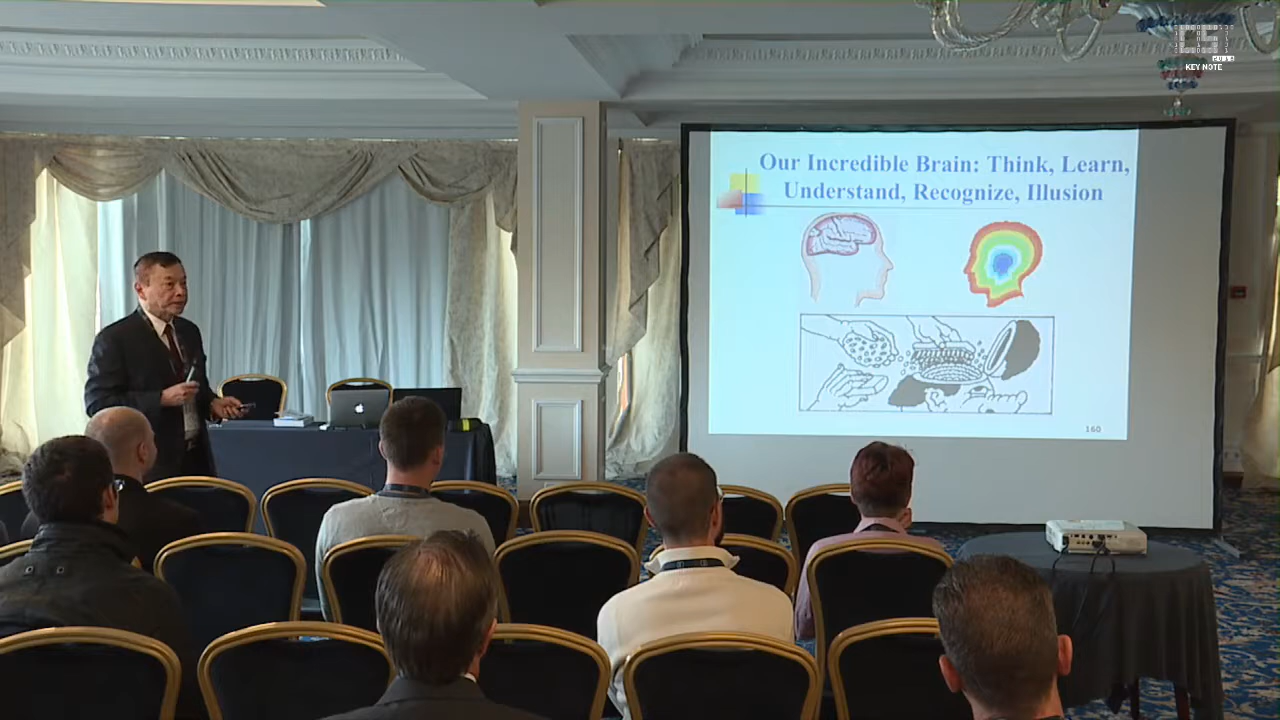 KEY NOTE
Our Incredible Brain: Think, Learn,
Understand, Recognize, Illusion
160